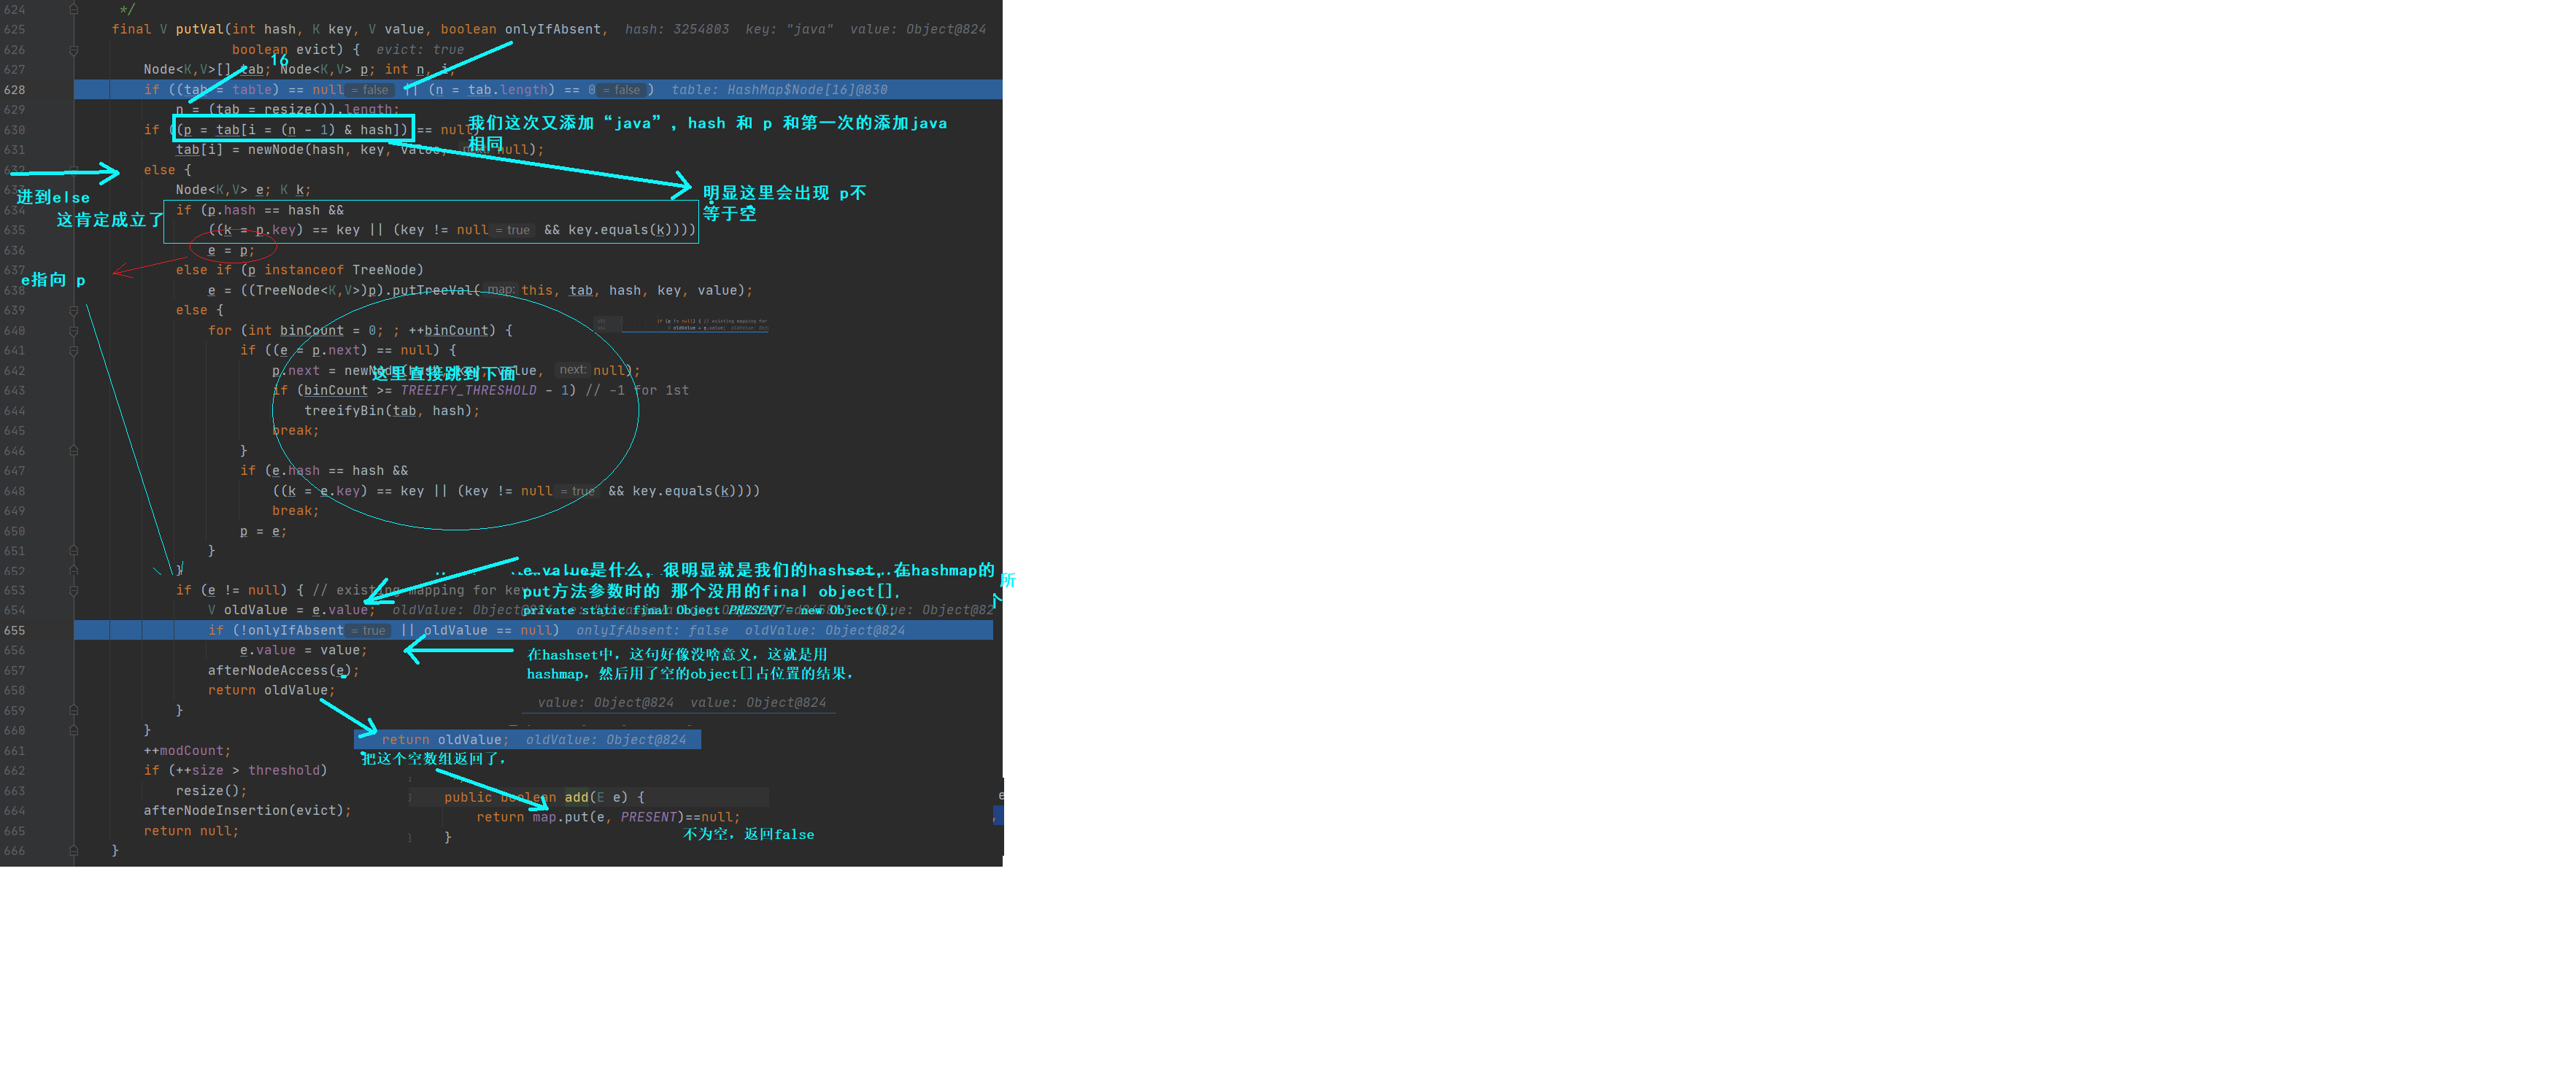 624 */
625 final V putVal(int hash, K key, V value, boolean onlyIfAbsent, hash: 3254803 key: "java" value: Object@824
626 boolean evict) { evict: true
16
627 Node<K,V>[] tab; Node<K,V> p; int n, i;
628 if ((tab = table) == null = false || (n = tab.length) == 0 = false ) table: HashMap$Node[16]@830
629 n = (tab = resize()).length;
630 if ((p = tab[i = (n - 1) & hash]) == null)
我们这次又添加“java”，hash 和 p 和第一次的添加java
相同
631 tab[i] = newNode(hash, key, value, null);
632 else {
进到else
633 Node<K,V> e; K k;
明显这里会出现 p不
等于空
这肯定成立了
634 if (p.hash == hash &&
635 ((k = p.key) == key || (key != null = true && key.equals(k))))
636 e = p;
637 else if (p instanceof TreeNode)
e指向 p
638 e = ((TreeNode<K,V>)p).putTreeVal( map: this, tab, hash, key, value);
639 else {
640 for (int binCount = 0; ; ++binCount) {
if (e != null) { // existing mapping for
V oldValue = e.value;
641 if ((e = p.next) == null) {
642 p.next = newNode(hash, key, value, next: null);
这里直接跳到下面
643 if (binCount >= TREEIFY_THRESHOLD - 1) // -1 for 1st
644 treeifyBin(tab, hash);
645 break;
646 }
647 if (e.hash == hash &&
648 ((k = e.key) == key || (key != null = true && key.equals(k))))
649 break;
650 p = e;
651 }
652 }
e.value是什么，很明显就是我们的hashset，在hashmap的
所
put方法参数时的 那个没用的final object[]，
个
653 if (e != null) { // existing mapping for key
private static final Object PRESENT = new Object();
654 V oldValue = e.value; oldValue: Object@824
655 if (!onlyIfAbsent = true || oldValue == null) onlyIfAbsent: false oldValue: Object@824
656 e.value = value;
在hashset中，这句好像没啥意义，这就是用
hashmap，然后用了空的object[]占位置的结果，
657 afterNodeAccess(e);
658 return oldValue;
value: Object@824 value: Object@824
659 }
660 }
return oldValue; oldValue: Object@824
661 ++modCount;
把这个空数组返回了，
662 if (++size > threshold)
663 resize();
664 afterNodeInsertion(evict);
665 return null;
666 }
public boolean add(E e) {
return map.put(e, PRESENT)==null;
不为空，返回false
}